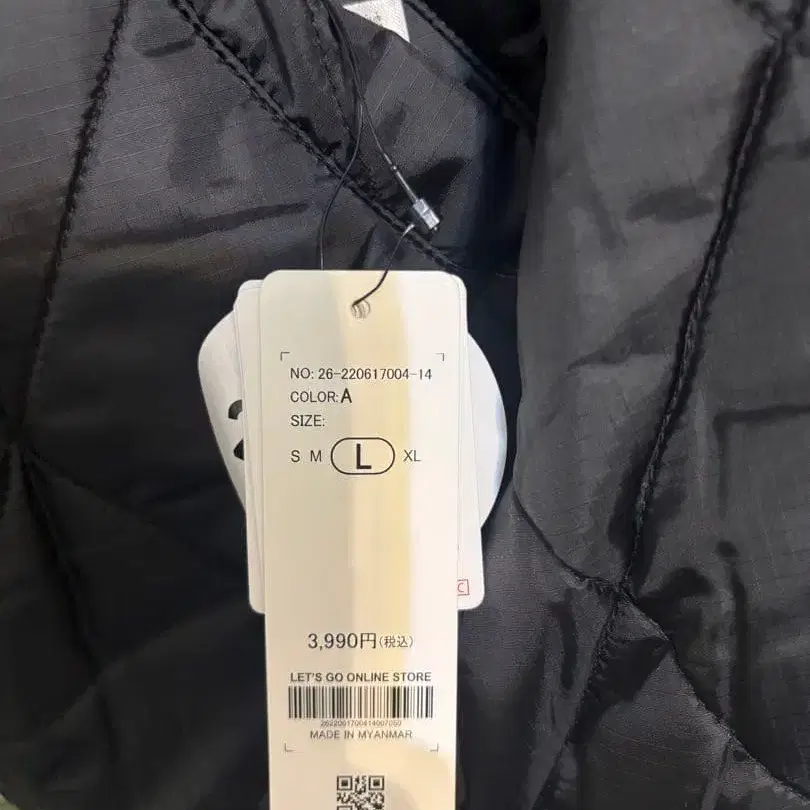 NO: 26-220617004-14
COLOR:A
SIZE:
S M L XL
3,990円(税込)
LET'S GO ONLINE STORE
MADE IN MYANMAR